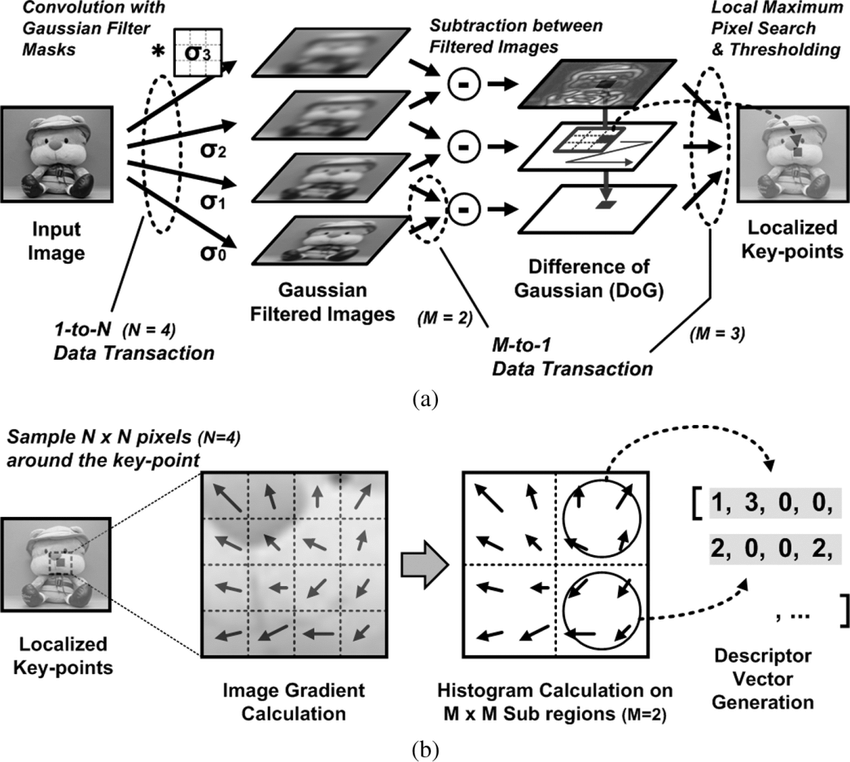 Convolution with
Gaussian Filter
Masks
*
σ3
Subtraction between
Filtered Images
Local Maximum
Pixel Search
& Thresholding
σ2
σ1
σ0
-
-
-
Input
Image
Gaussian
Filtered Images
Difference of
Gaussian (DoG)
Localized
Key-points
1-to-N (N = 4)
Data Transaction
(M = 2)
M-to-1
Data Transaction
(M = 3)
(a)
Sample N x N pixels (N=4)
around the key-point
Localized
Key-points
Image Gradient
Calculation
Histogram Calculation on
M x M Sub regions (M=2)
[ 1, 3, 0, 0,
2, 0, 0, 2,
, ... ]
Descriptor
Vector
Generation
(b)